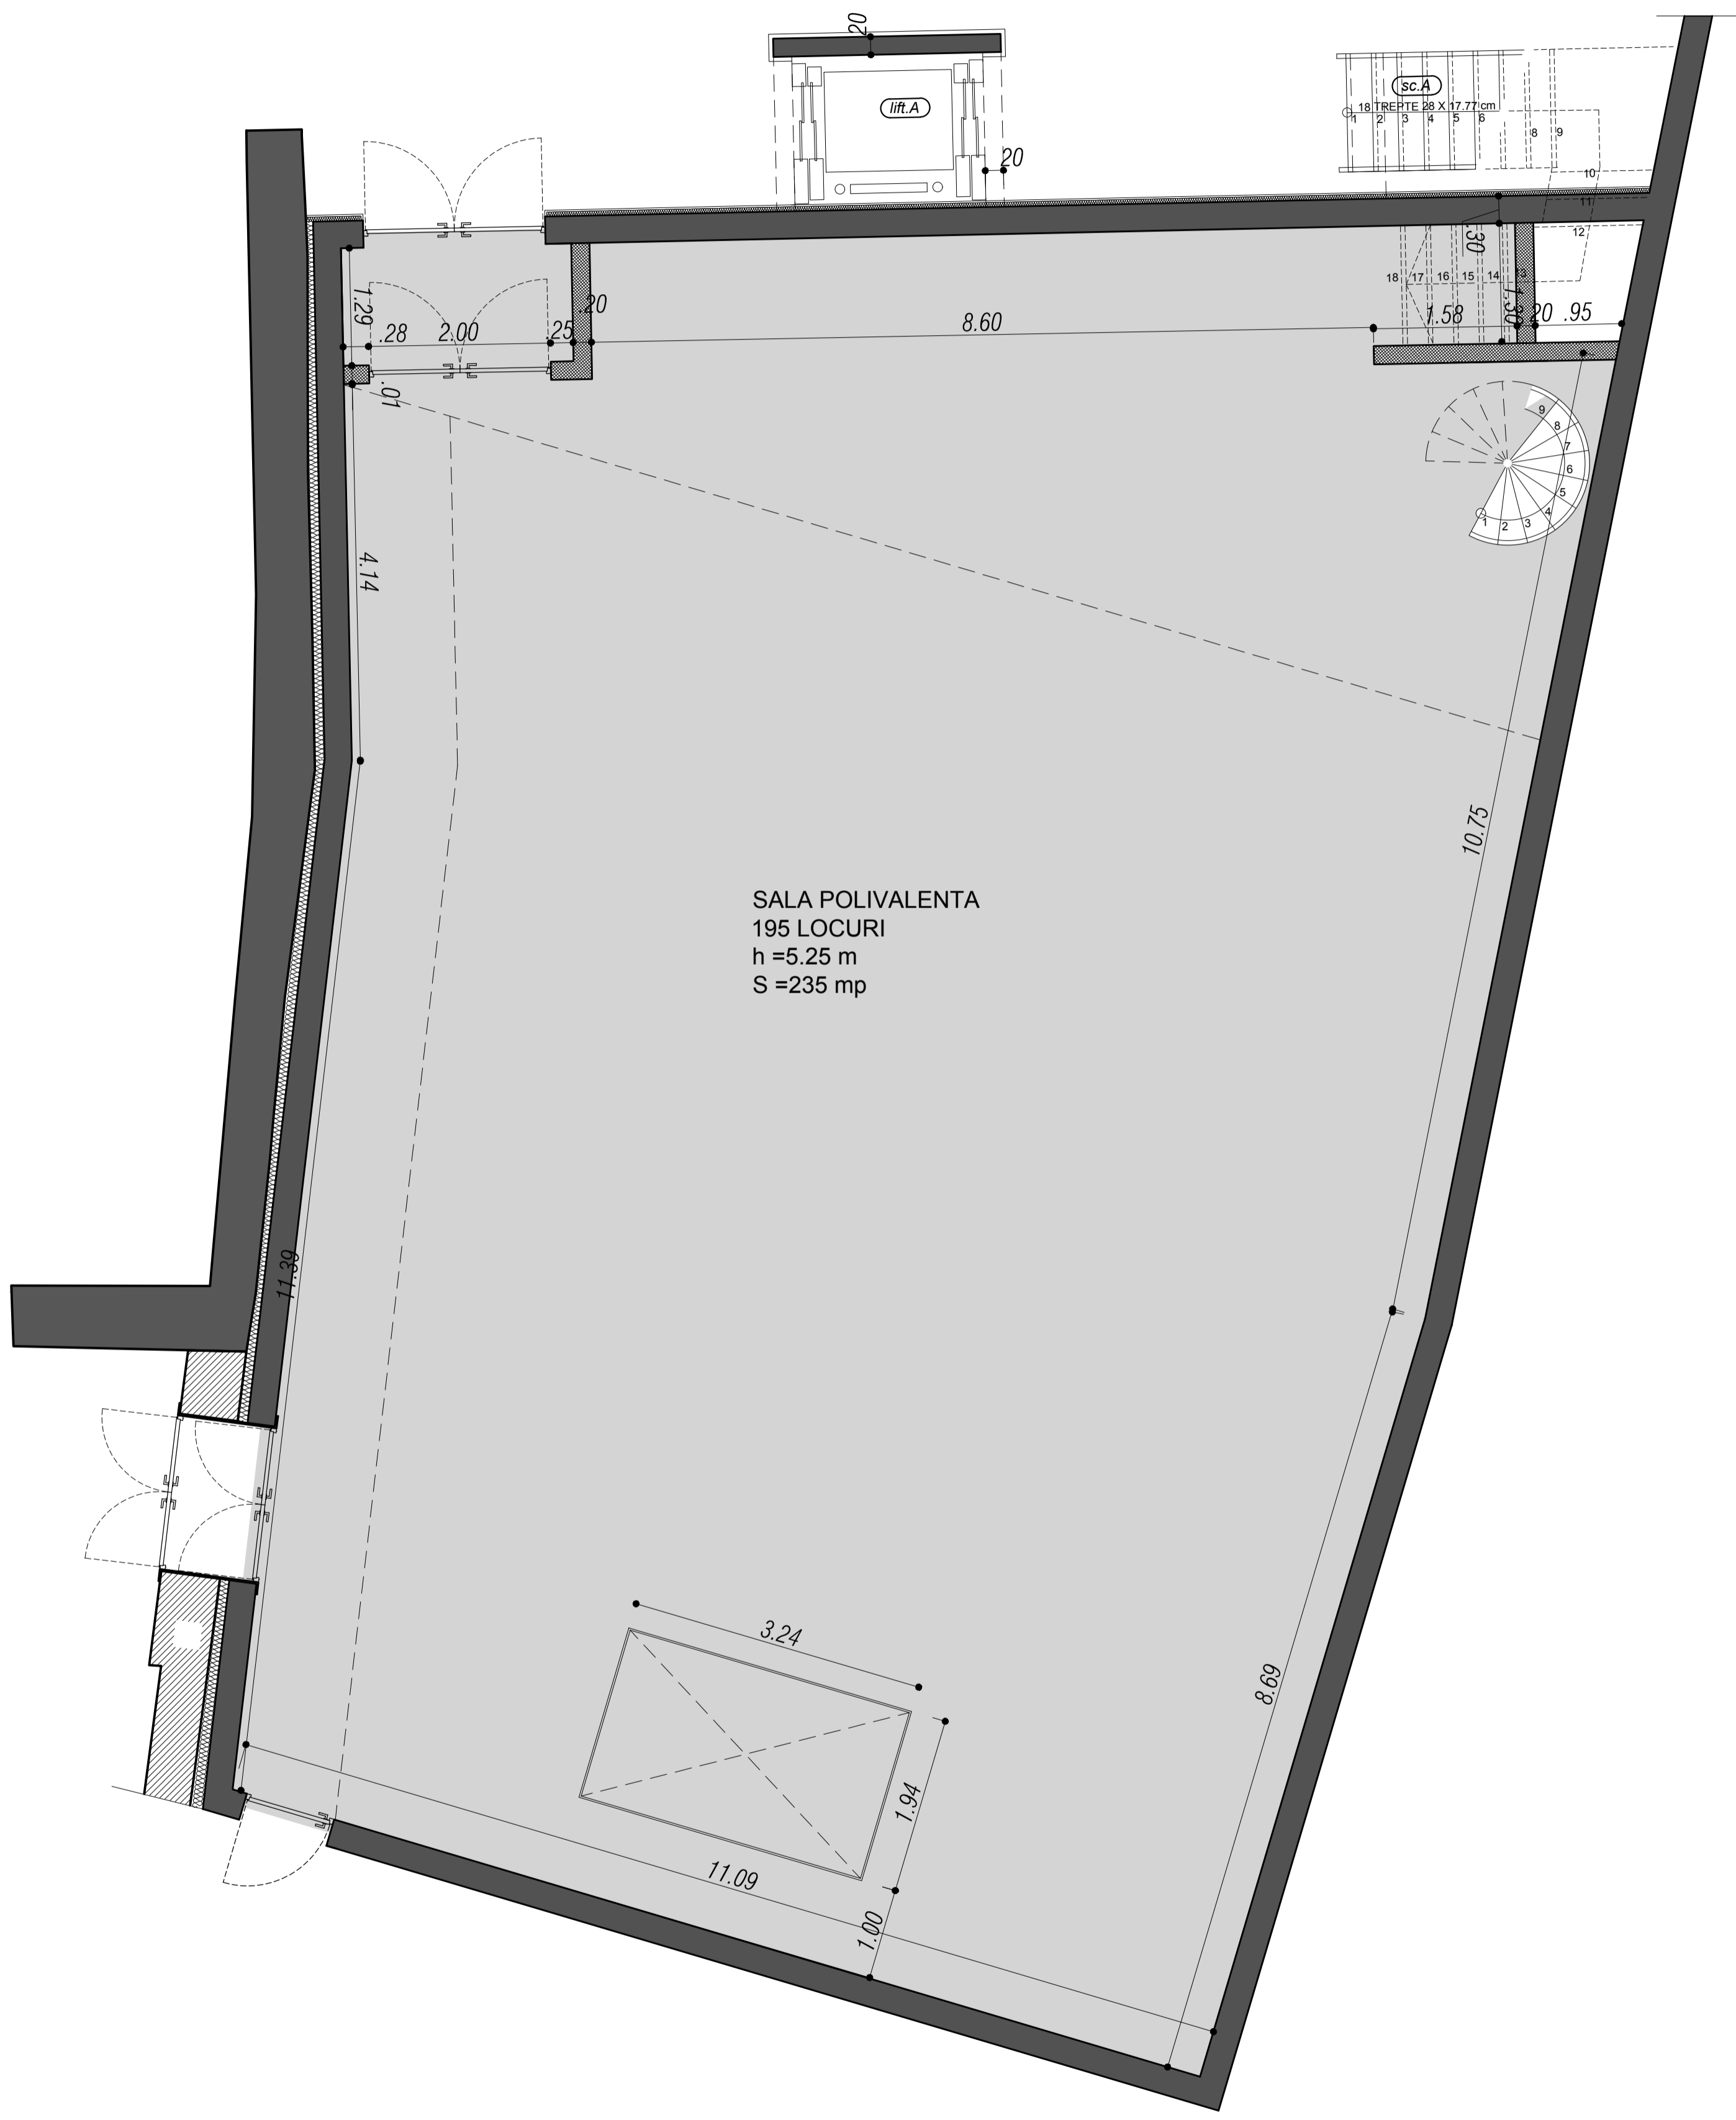 20
lift.A
20
sc.A
18 TREPTE 28 X 17.77 cm
1 2 3 4 5 6
8 9
10
11
12
18 17 16 15 14 13
.30
1.30
1.29
.28 2.00 .25 .20
8.60
1.58 20 .95
.01
9
8
7
6
5
4
3
2
1
4.14
10.75
SALA POLIVALENTA
195 LOCURI
h =5.25 m
S =235 mp
11.39
3.24
8.69
1.94
11.09
1.00